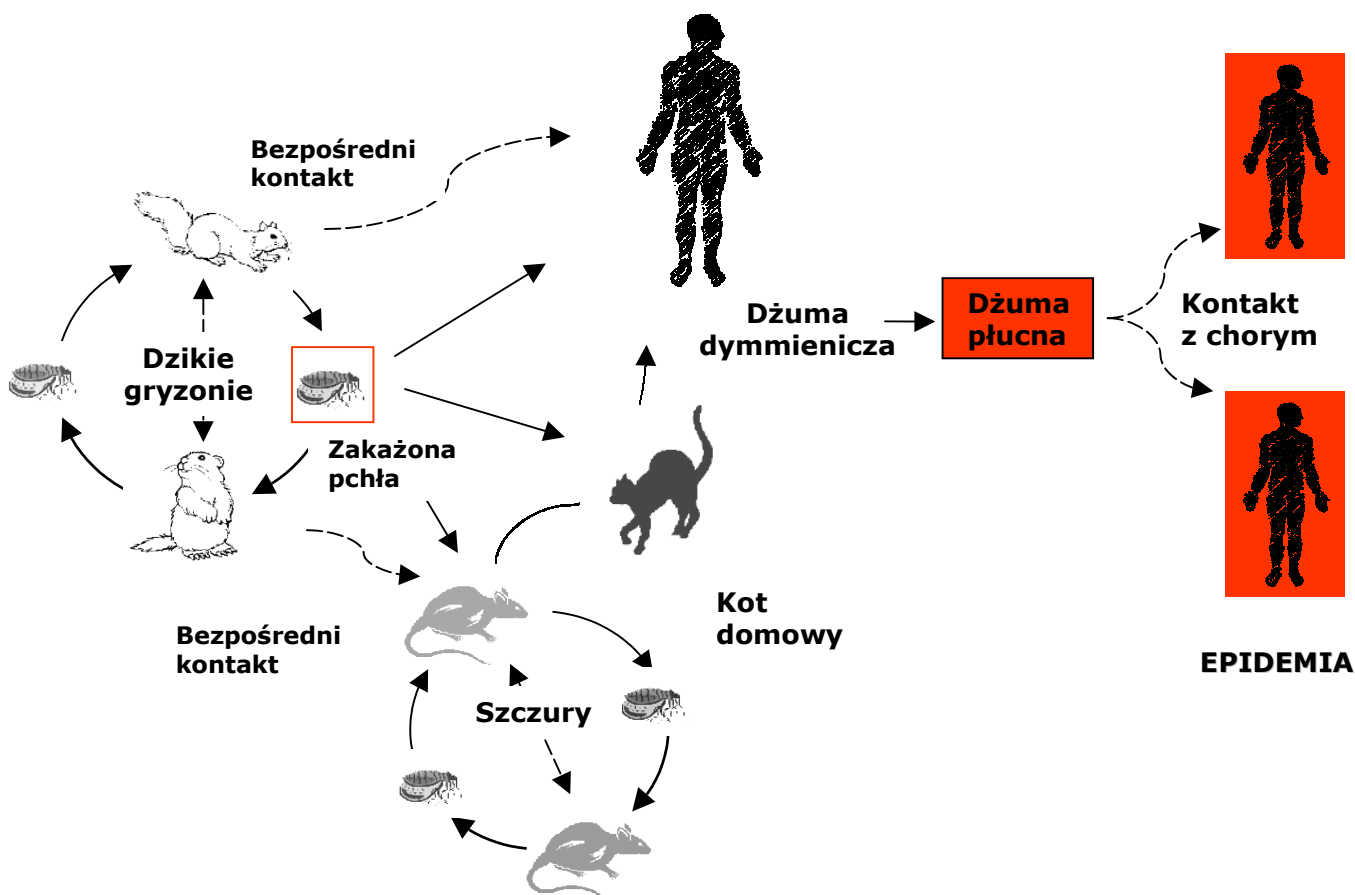 Bezpośredni
kontakt
Dzikie
gryzonie
Zakażona
pchła
Dżuma
dymmienicza
Dżuma
płucna
Kontakt
z chorym
Bezpośredni
kontakt
Kot
domowy
EPIDEMIA
Szczury